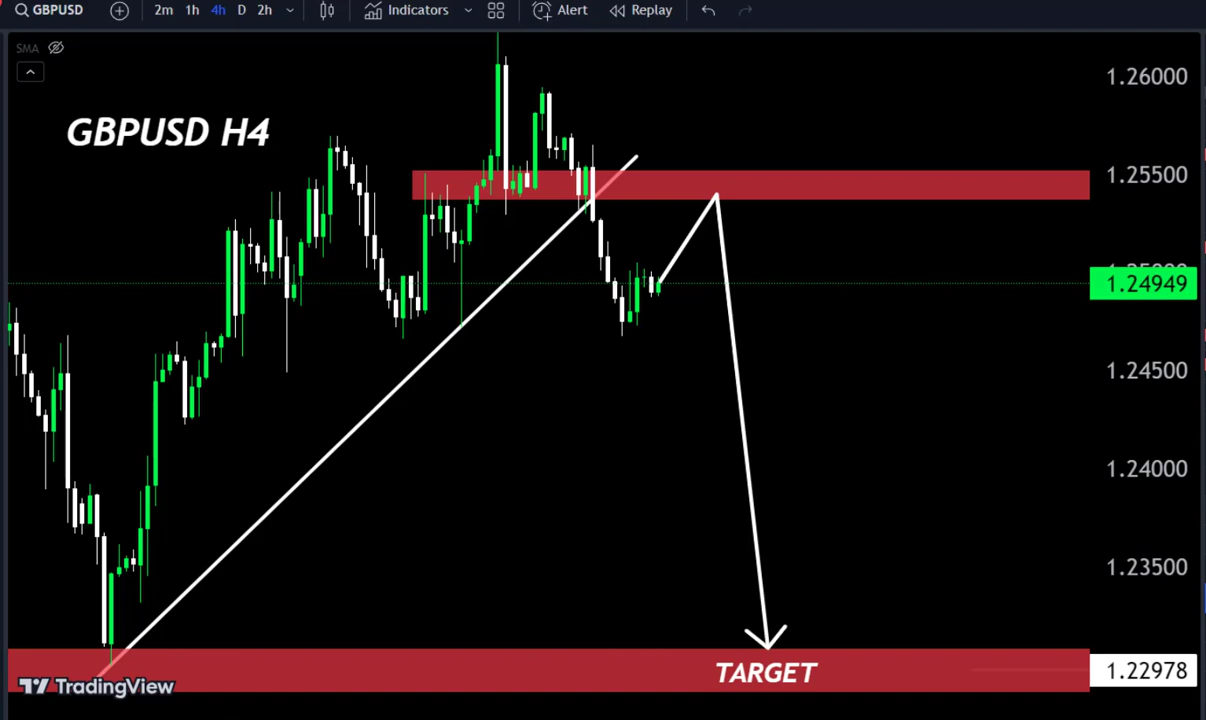 GBPUSD 2m 1h 4h D 2h Indicators Alert Replay
SMA
GBPUSD H4
1.26000
1.25500
1.24949
1.24500
1.24000
1.23500
TARGET
1.22978
TradingView